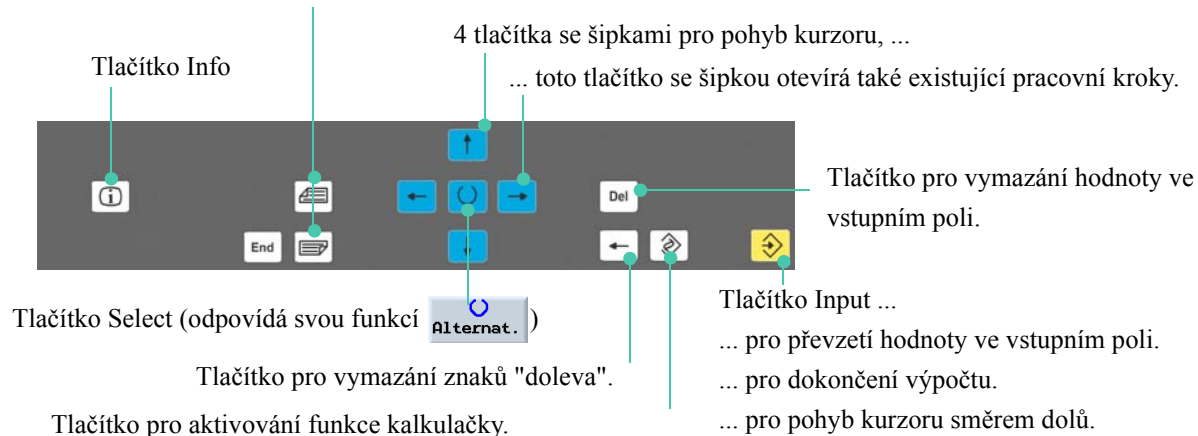 4 tlačítka se šipkami pro pohyb kurzoru, ...
Tlačítko Info
... toto tlačítko se šipkou otevírá také existující pracovní kroky.
Del
End
Tlačítko pro vymazání hodnoty ve
vstupním poli.
Tlačítko Select (odpovídá svou funkcí Alternat. )
Tlačítko Input ...
... pro převzetí hodnoty ve vstupním poli.
... pro dokončení výpočtu.
... pro pohyb kurzoru směrem dolů.
Tlačítko pro vymazání znaků "doleva".
Tlačítko pro aktivování funkce kalkulačky.